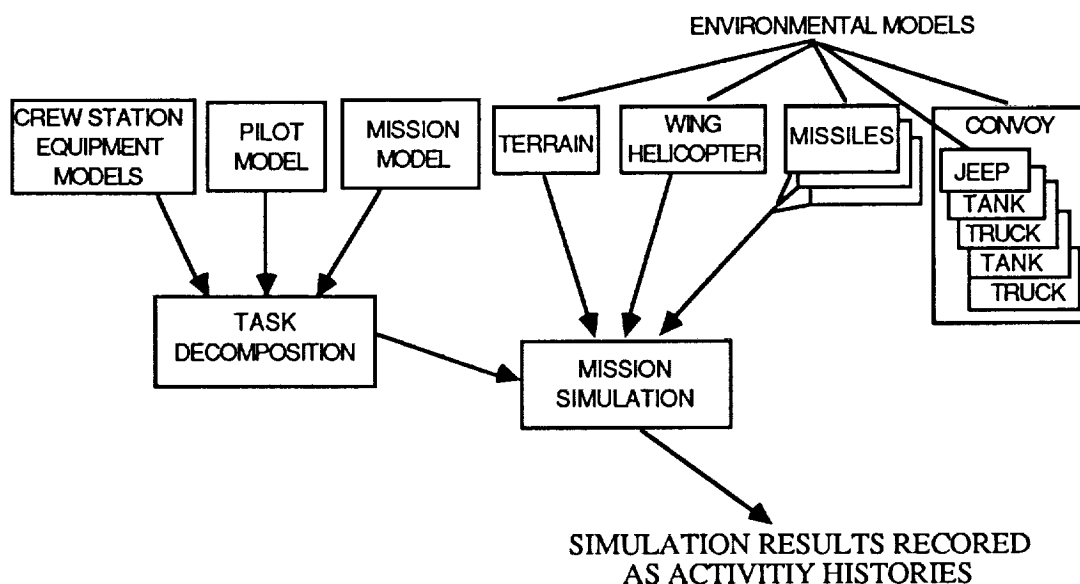 ENVIRONMENTAL MODELS
CREW STATION
EQUIPMENT
MODELS
PILOT
MODEL
MISSION
MODEL
TERRAIN
WING
HELICOPTER
MISSILES
CONVOY
JEEP
TANK
TRUCK
TANK
TRUCK
TASK
DECOMPOSITION
MISSION
SIMULATION
SIMULATION RESULTS RECORED
AS ACTIVITIY HISTORIES